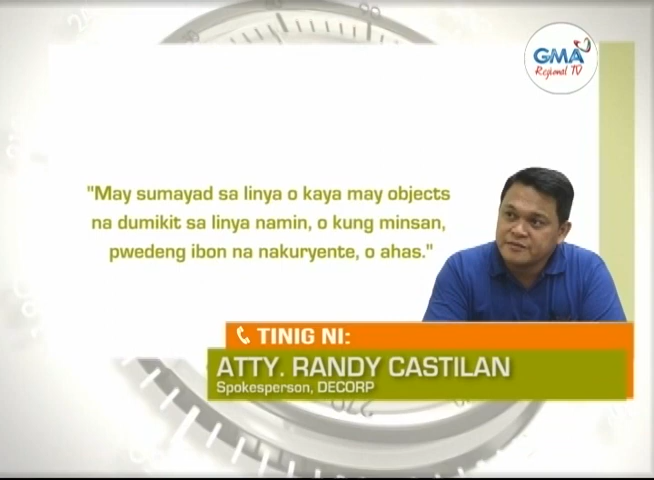 GMA
Regional TV
"May sumayad sa linya o kaya may objects
na dumikit sa linya namin, o kung minsan,
pwedeng ibon na nakuryente, o ahas."
TINIG NI:
ATTY. RANDY CASTILAN
Spokesperson, DECORP
270